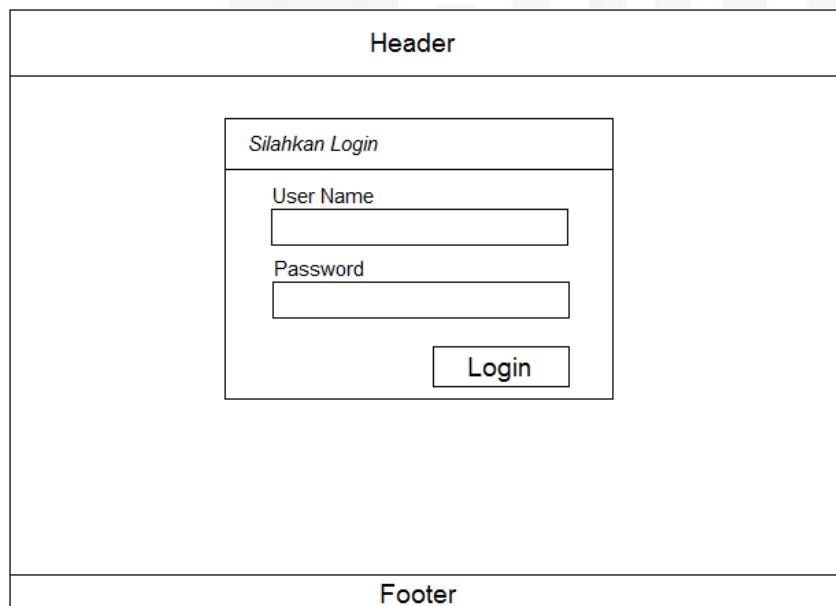 Header
Silahkan Login
User Name
Password
Login
Footer